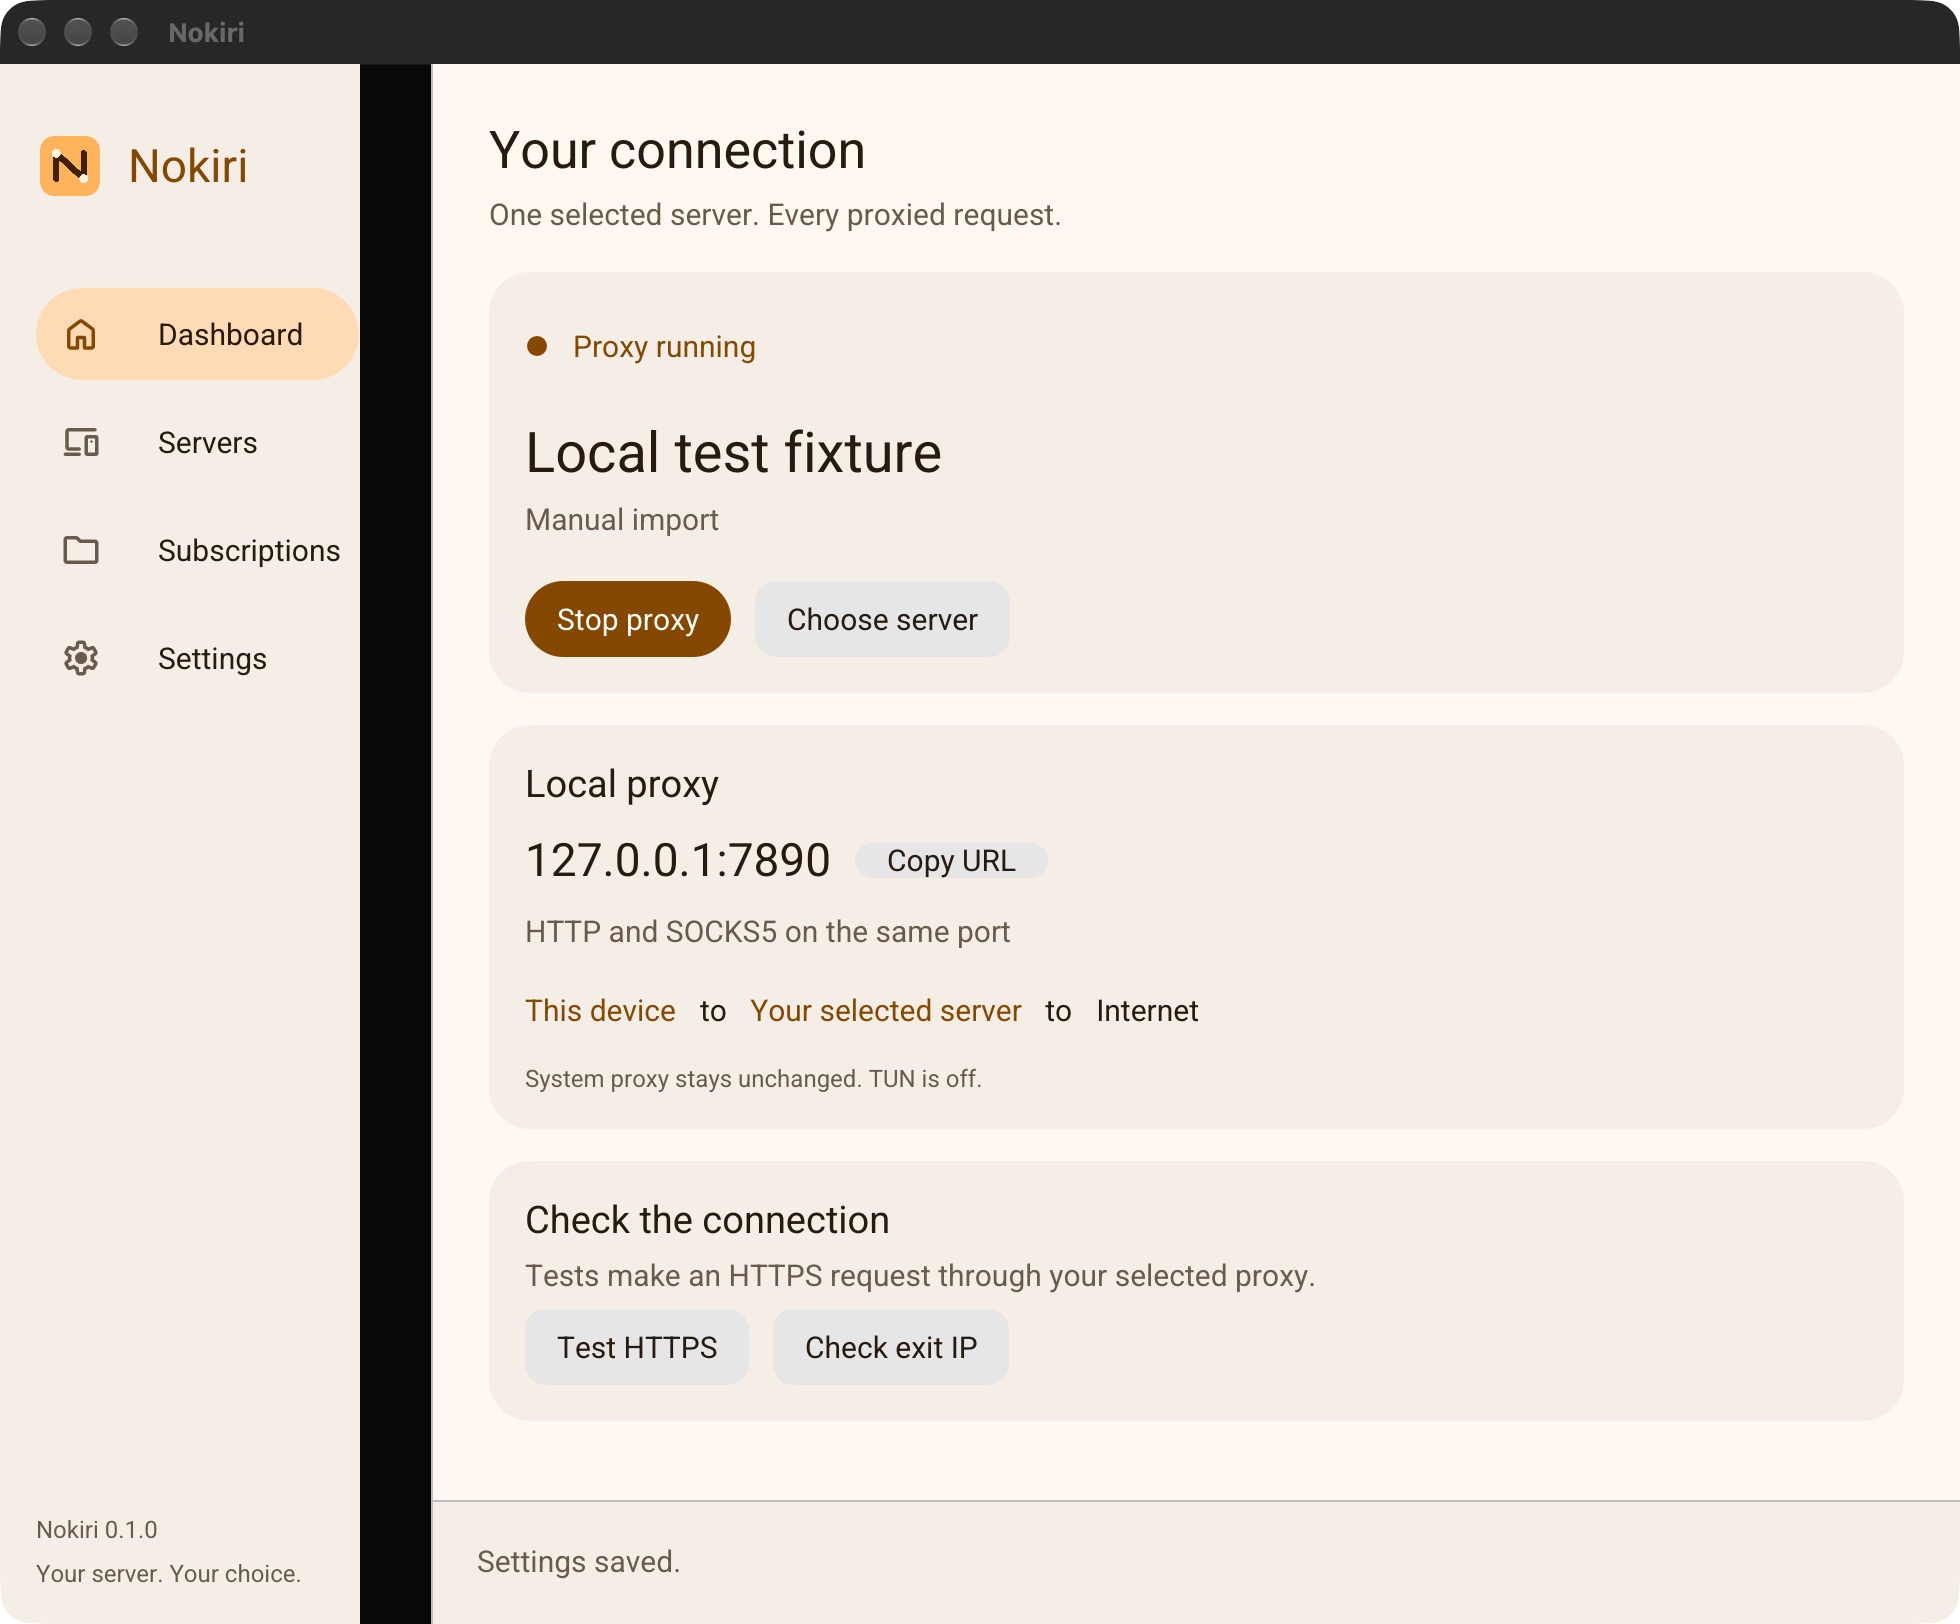 Nokiri
Nokiri
Dashboard
Servers
Subscriptions
Settings
Nokiri 0.1.0
Your server. Your choice.
Your connection
One selected server. Every proxied request.
Proxy running
Local test fixture
Manual import
Stop proxy
Choose server
Local proxy
127.0.0.1:7890
Copy URL
HTTP and SOCKS5 on the same port
This device to Your selected server to Internet
System proxy stays unchanged. TUN is off.
Check the connection
Tests make an HTTPS request through your selected proxy.
Test HTTPS
Check exit IP
Settings saved.